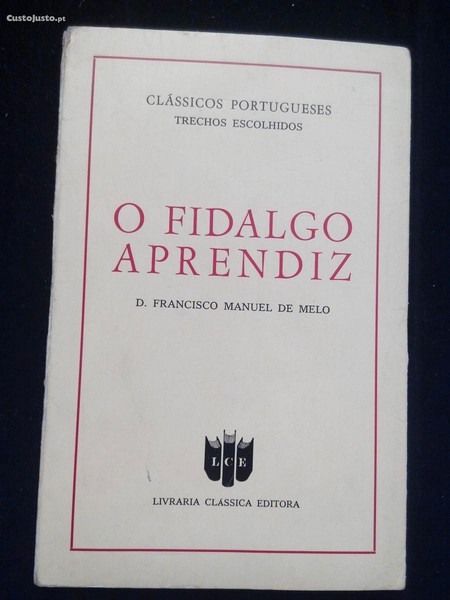 CustoJusto.pt
CLÁSSICOS PORTUGUESES
TRECHOS ESCOLHIDOS
O FIDALGO
APRENDIZ
D. FRANCISCO MANUEL DE MELO
LCE
LIVRARIA CLÁSSICA EDITORA